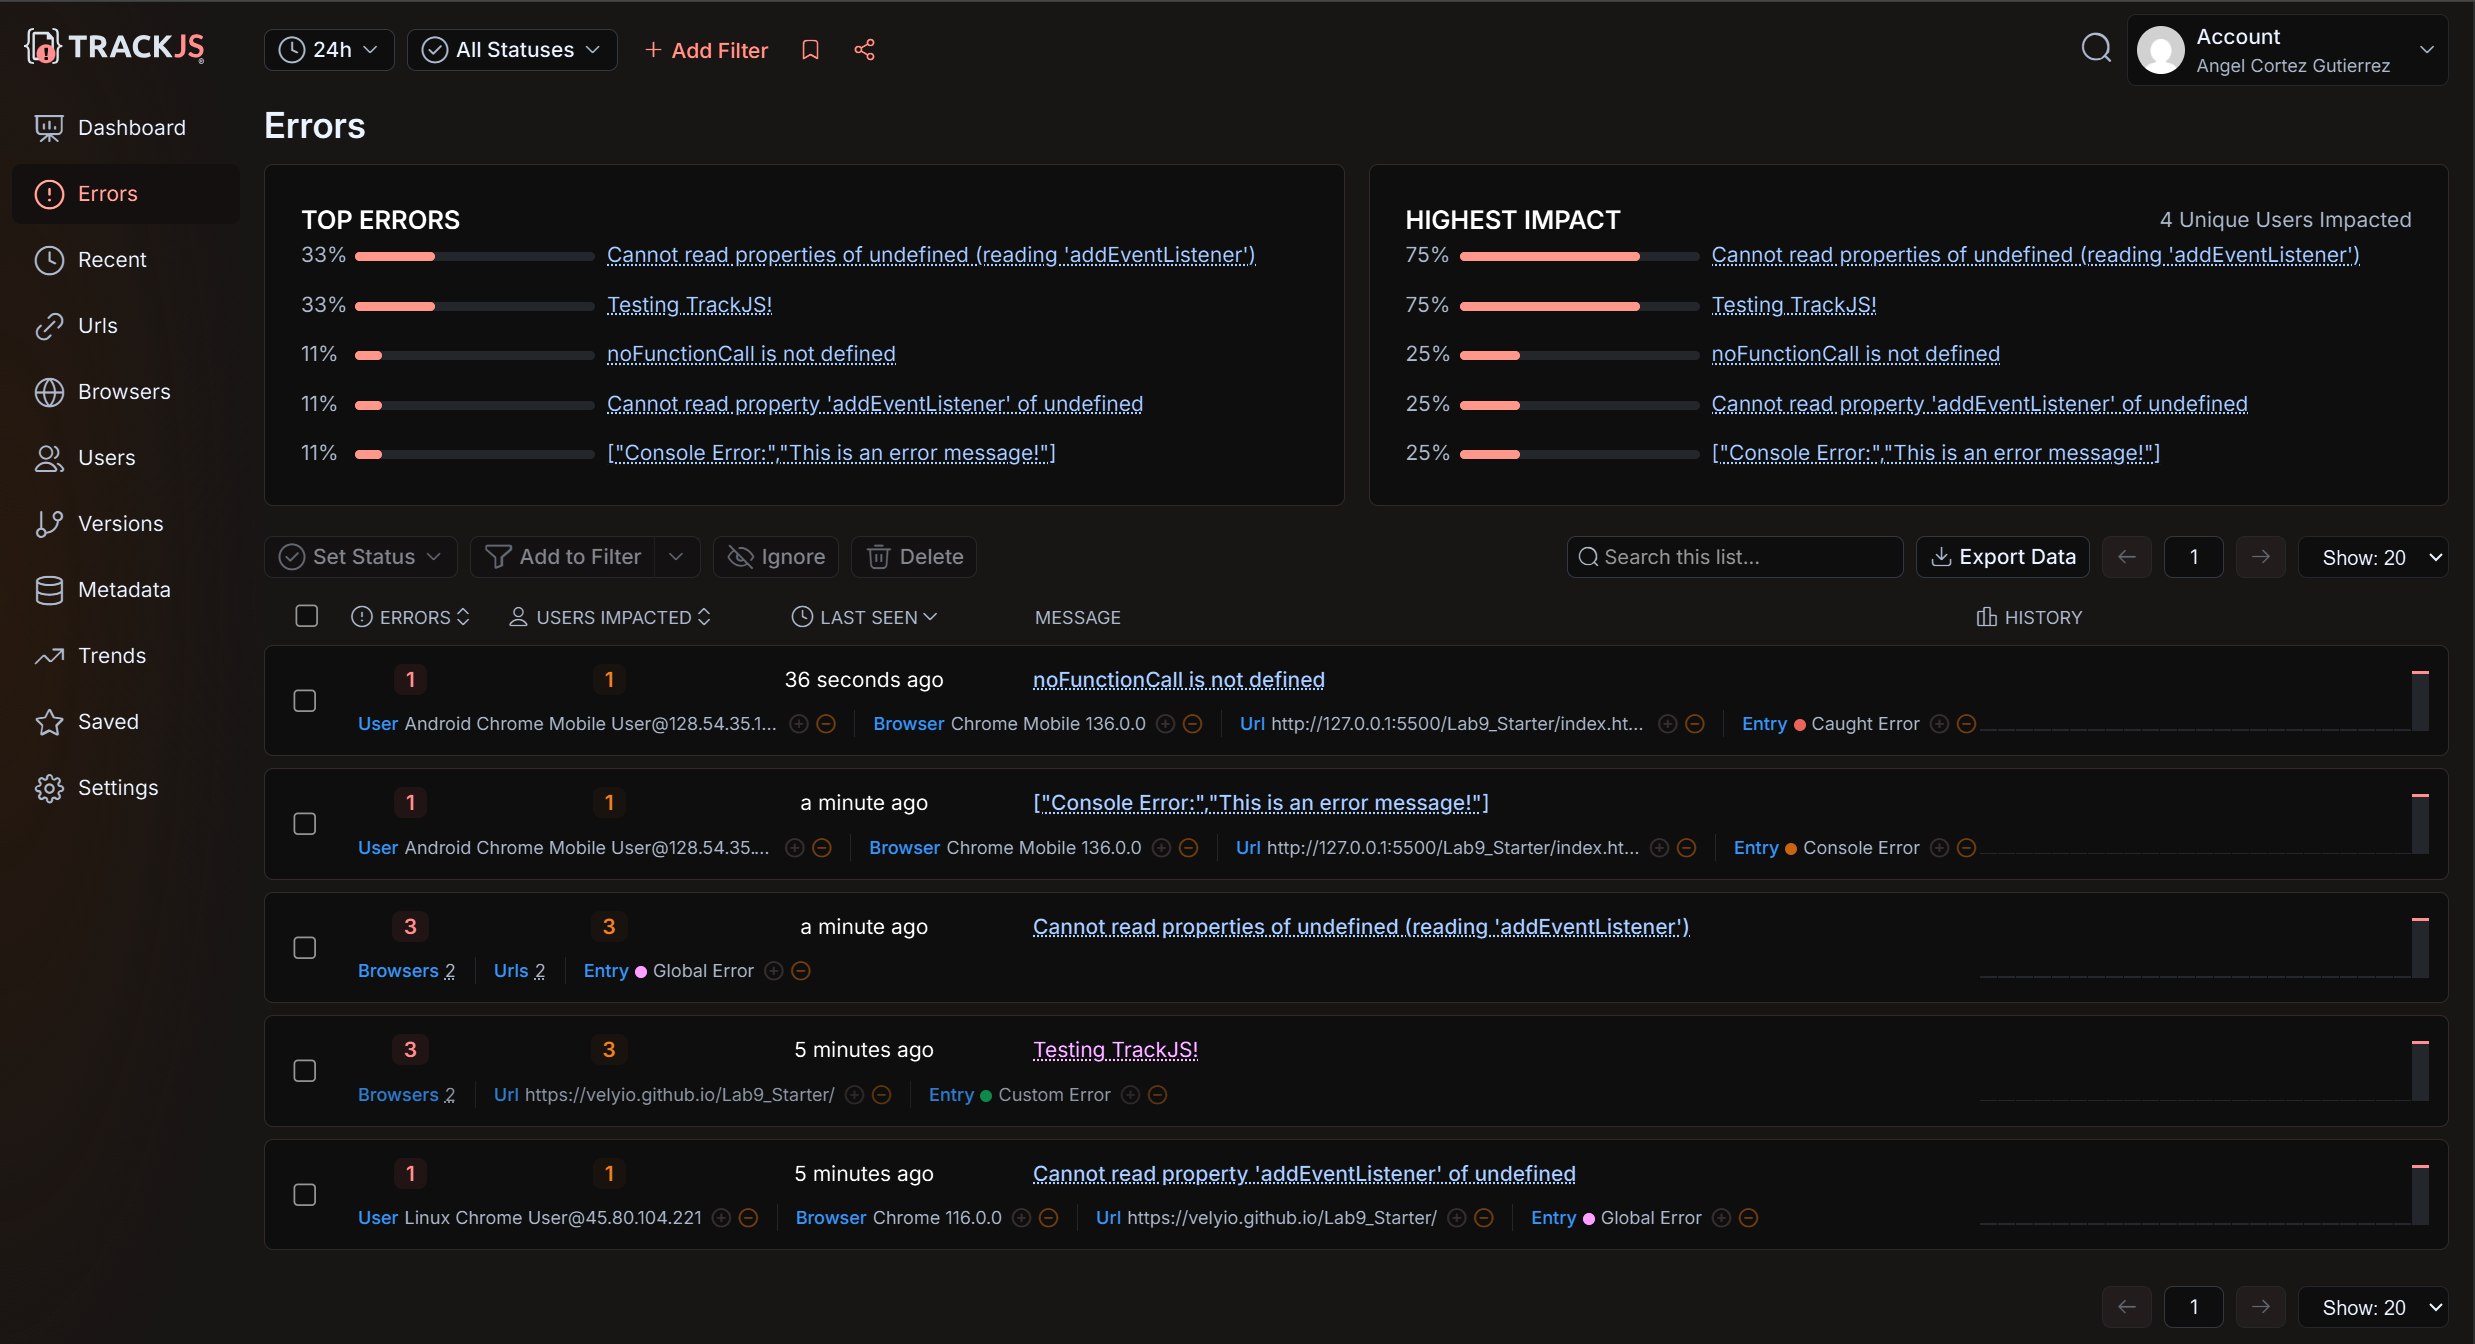 TRACKJS
24h All Statuses + Add Filter
Account
Angel Cortez Gutierrez
Dashboard
Errors
Recent
Urls
Browsers
Users
Versions
Metadata
Trends
Saved
Settings
Errors
TOP ERRORS
33% Cannot read properties of undefined (reading 'addEventListener')
33% Testing TrackJS!
11% noFunctionCall is not defined
11% Cannot read property 'addEventListener' of undefined
11% ["Console Error:","This is an error message!"]
HIGHEST IMPACT 4 Unique Users Impacted
75% Cannot read properties of undefined (reading 'addEventListener')
75% Testing TrackJS!
25% noFunctionCall is not defined
25% Cannot read property 'addEventListener' of undefined
25% ["Console Error:","This is an error message!"]
Set Status Add to Filter Ignore Delete Search this list... Export Data 1 Show: 20
ERRORS USERS IMPACTED LAST SEEN MESSAGE HISTORY
1 1 36 seconds ago noFunctionCall is not defined
User Android Chrome Mobile User@128.54.35.1... Browser Chrome Mobile 136.0.0 Url http://127.0.0.1:5500/Lab9_Starter/index.ht... Entry Caught Error
1 1 a minute ago ["Console Error:","This is an error message!"]
User Android Chrome Mobile User@128.54.35.... Browser Chrome Mobile 136.0.0 Url http://127.0.0.1:5500/Lab9_Starter/index.ht... Entry Console Error
3 3 a minute ago Cannot read properties of undefined (reading 'addEventListener')
Browsers 2 Urls 2 Entry Global Error
3 3 5 minutes ago Testing TrackJS!
Browsers 2 Url https://velyio.github.io/Lab9_Starter/ Entry Custom Error
1 1 5 minutes ago Cannot read property 'addEventListener' of undefined
User Linux Chrome User@45.80.104.221 Browser Chrome 116.0.0 Url https://velyio.github.io/Lab9_Starter/ Entry Global Error
1 Show: 20